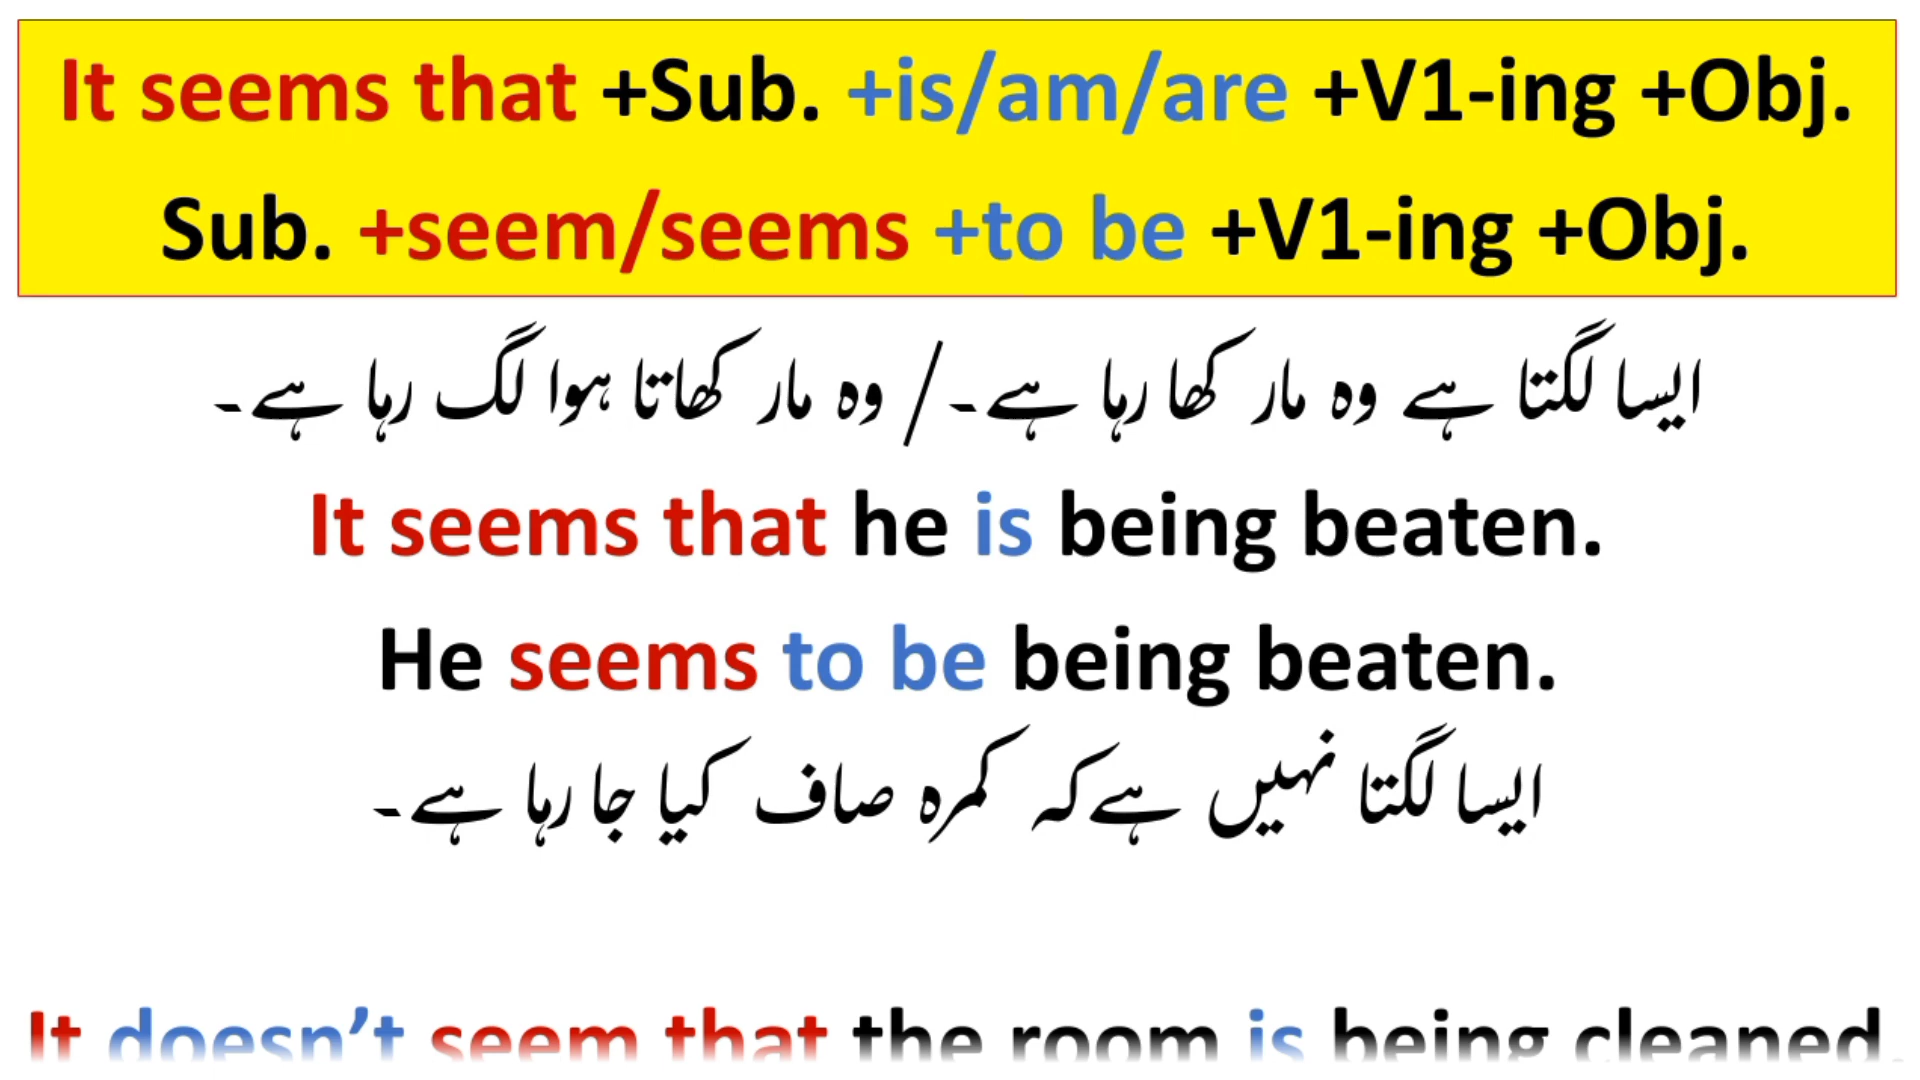 It seems that +Sub. +is/am/are +V1-ing +Obj.
Sub. +seem/seems +to be +V1-ing +Obj.
ایسا لگتا ہے وہ مار کھا رہا ہے۔/ وہ مار کھاتا ہوا لگ رہا ہے۔
It seems that he is being beaten.
He seems to be being beaten.
ایسا لگتا نہیں ہےکہ کمرہ صاف کیا جا رہا ہے۔
It doesn’t seem that the room is being cleaned.